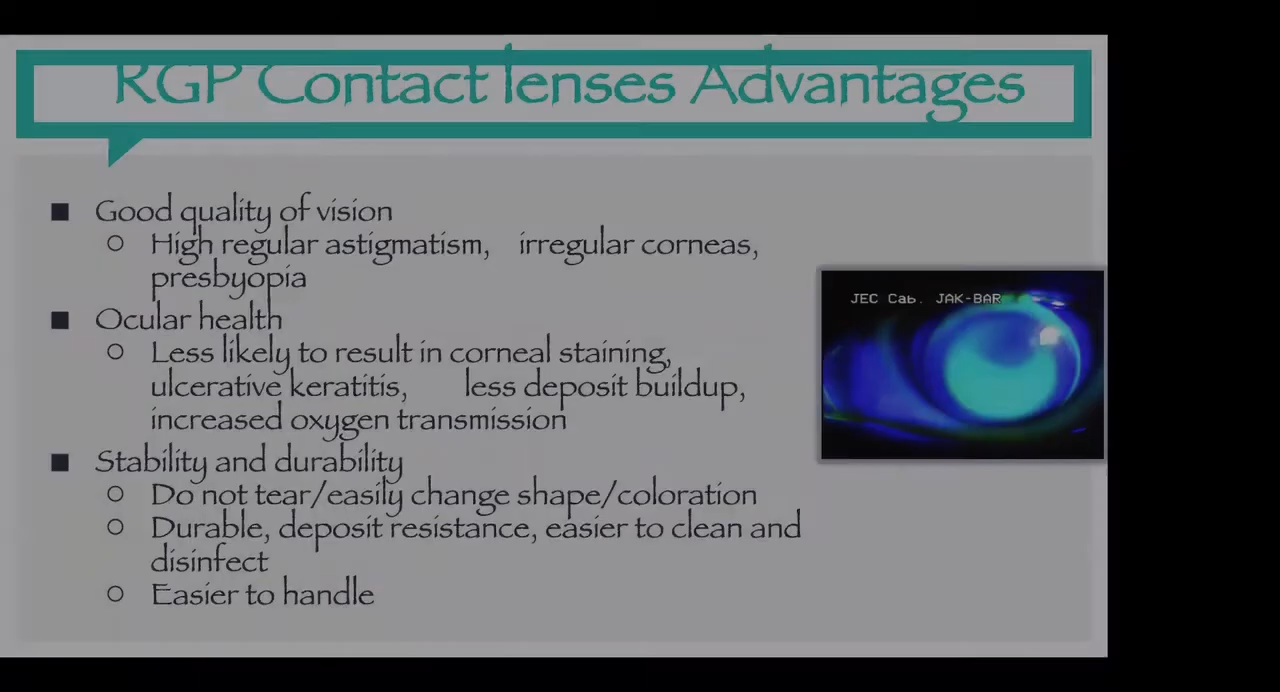 RGP Contact lenses Advantages
Good quality of vision
High regular astigmatism, irregular corneas,
presbyopia
Ocular health
Less likely to result in corneal staining,
ulcerative keratitis, less deposit buildup,
increased oxygen transmission
Stability and durability
Do not tear/easily change shape/coloration
Durable, deposit resistance, easier to clean and
disinfect
Easier to handle
JEC Cab. JAK-BAR